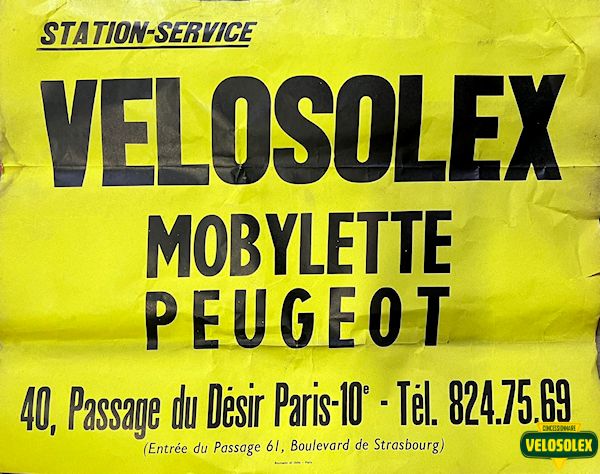 STATION-SERVICE
VELOSOLEX
MOBYLETTE
PEUGEOT
40, Passage du Désir Paris-10e - Tél. 824.75.69
(Entrée du Passage 61, Boulevard de Strasbourg)
CONCESSIONNAIRE
VELOSOLEX